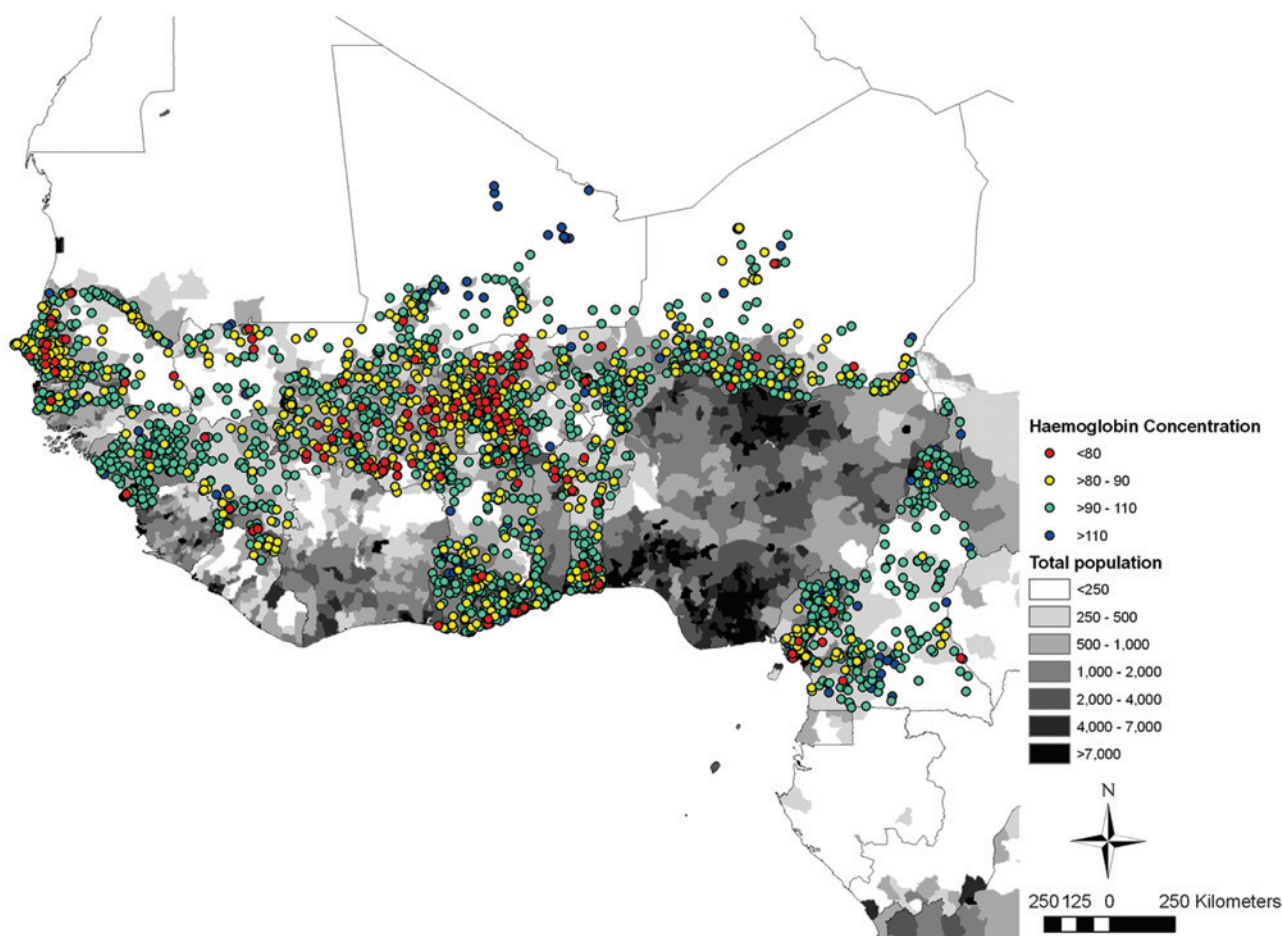 Haemoglobin Concentration
<80
>80 - 90
>90 - 110
>110
Total population
<250
250 - 500
500 - 1,000
1,000 - 2,000
2,000 - 4,000
4,000 - 7,000
>7,000
N
250 125 0 250 Kilometers